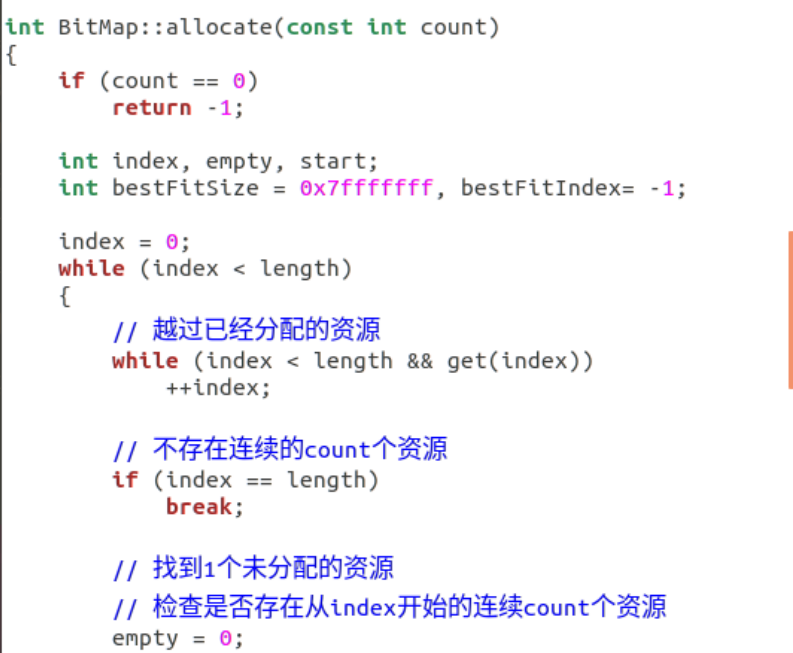 int BitMap::allocate(const int count)
{
    if (count == 0)
        return -1;

    int index, empty, start;
    int bestFitSize = 0x7fffffff, bestFitIndex= -1;

    index = 0;
    while (index < length)
    {
        // 越过已经分配的资源
        while (index < length && get(index))
            ++index;

        // 不存在连续的count个资源
        if (index == length)
            break;

        // 找到1个未分配的资源
        // 检查是否存在从index开始的连续count个资源
        empty = 0;